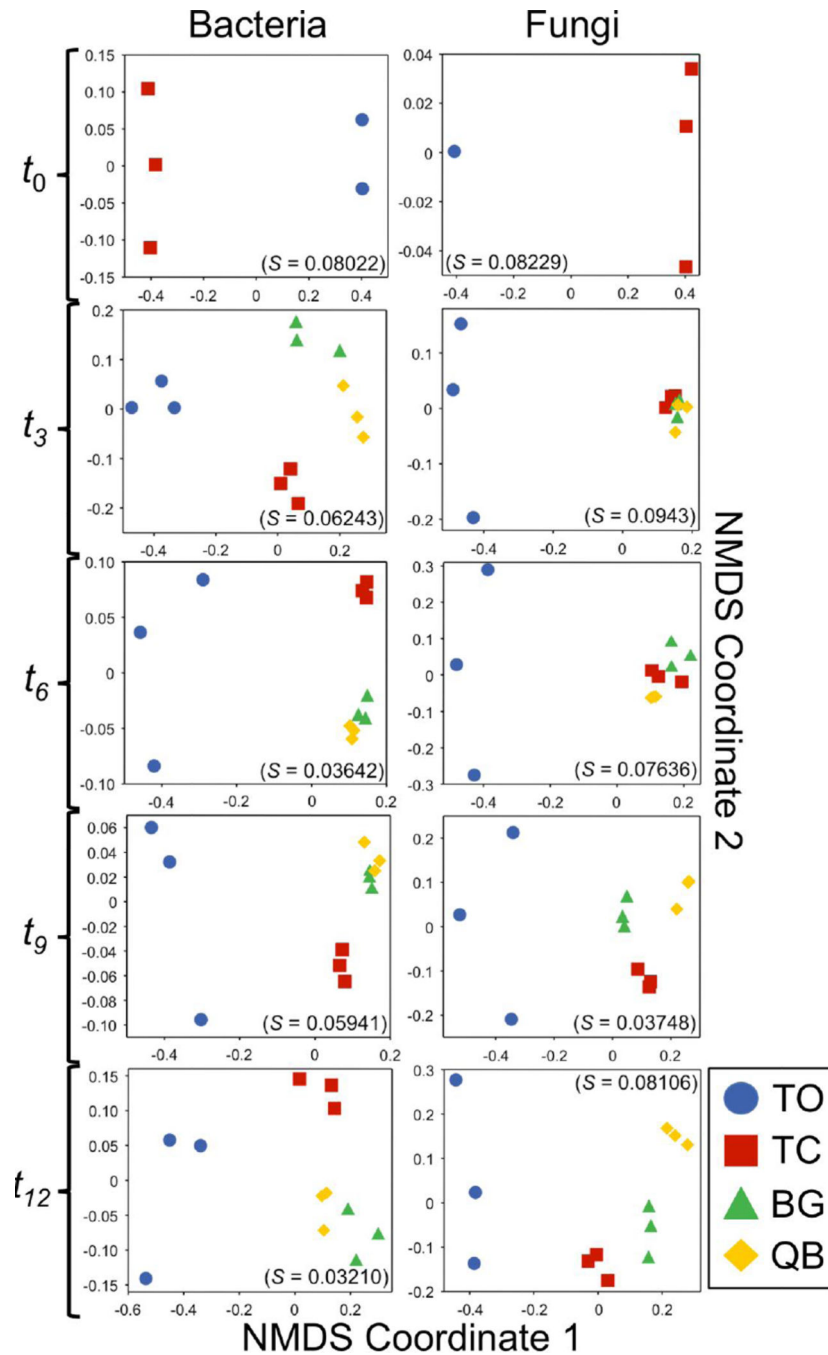 Bacteria
Fungi
t0
0.15
0.10
0.05
0
-0.05
-0.10
-0.15
(S = 0.08022)
-0.4 -0.2 0 0.2 0.4
0.04
0.02
0
-0.02
-0.04
(S = 0.08229)
-0.4 -0.2 0 0.2 0.4
t3
0.2
0.1
0
-0.1
-0.2
(S = 0.06243)
-0.4 -0.2 0 0.2
0.1
0
-0.1
-0.2
(S = 0.0943)
-0.4 -0.2 0 0.2
t6
0.10
0.05
0
-0.05
-0.10
(S = 0.03642)
-0.4 -0.2 0 0.2
0.3
0.2
0.1
0
-0.1
-0.2
-0.3
(S = 0.07636)
-0.4 -0.2 0 0.2
t9
0.06
0.04
0.02
0
-0.02
-0.04
-0.06
-0.08
-0.10
(S = 0.05941)
-0.4 -0.2 0 0.2
0.2
0.1
0
-0.1
-0.2
(S = 0.03748)
-0.4 -0.2 0 0.2
t12
0.15
0.10
0.05
0
-0.05
-0.10
-0.15
(S = 0.03210)
-0.6 -0.4 -0.2 0 0.2 0.4
0.3
0.2
0.1
0
-0.1
-0.2
(S = 0.08106)
-0.4 -0.2 0 0.2
NMDS Coordinate 2
NMDS Coordinate 1
TO
TC
BG
QB